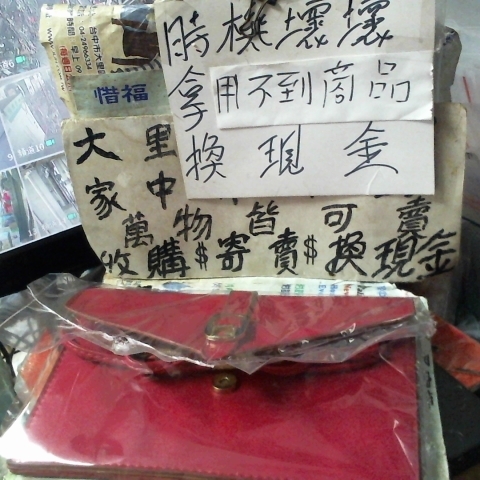 惜福
時機壞壞
拿用不到商品
換現金
大里
家中
萬物皆可賣
收購$寄賣$換現金